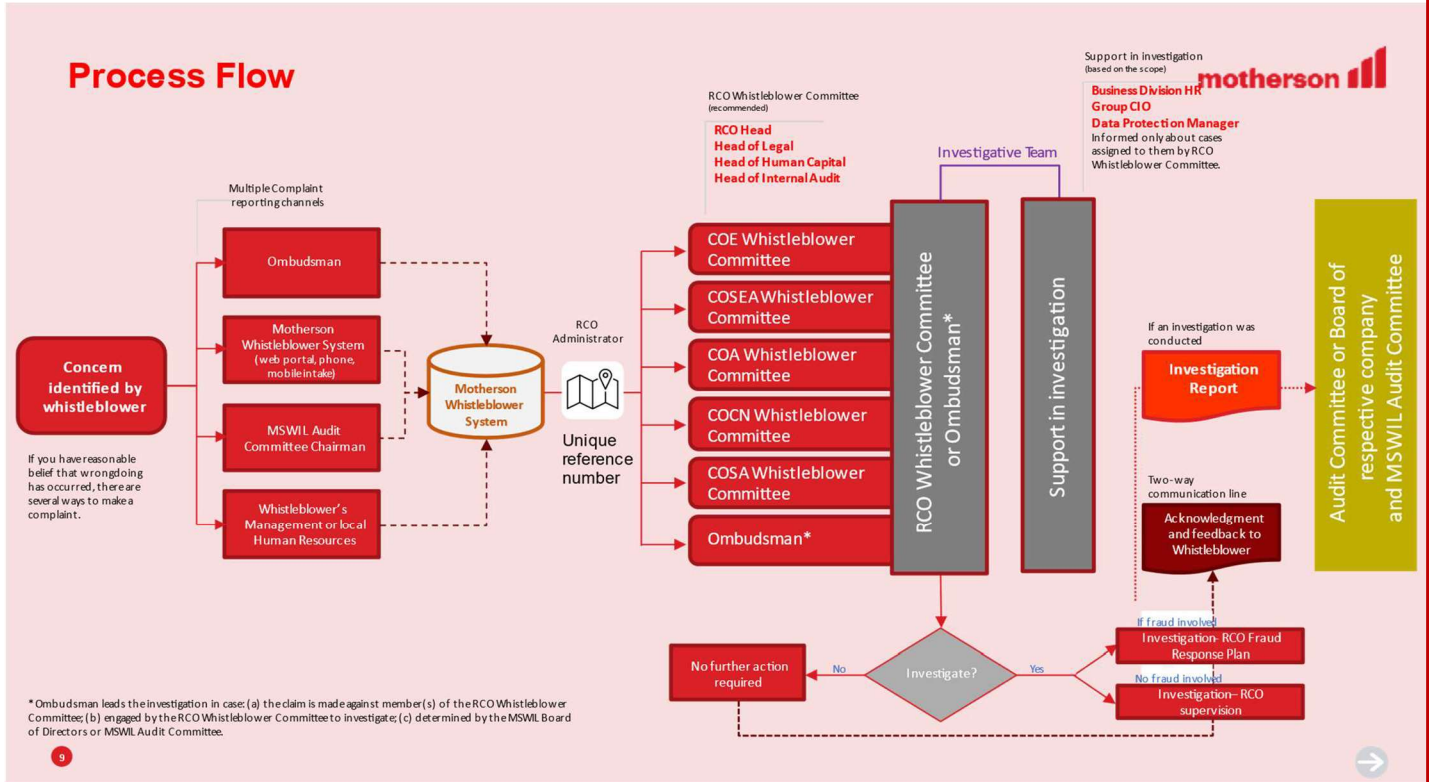 Process Flow
motherson
Support in investigation
(based on the scope)
Business Division HR
Group CIO
Data Protection Manager
Informed only about cases
assigned to them by RCO
Whistleblower Committee.
RCO Whistleblower Committee
(recommended)
RCO Head
Head of Legal
Head of Human Capital
Head of Internal Audit
Investigative Team
Multiple Complaint
reporting channels
Concern
identified by
whistleblower
If you have reasonable
belief that wrongdoing
has occurred, there are
several ways to make a
complaint.
Ombudsman
Motherson
Whistleblower System
(web portal, phone,
mobile intake)
MSWIL Audit
Committee Chairman
Whistleblower's
Management or local
Human Resources
Motherson
Whistleblower
System
RCO
Administrator
Unique
reference
number
COE Whistleblower
Committee
COSEA Whistleblower
Committee
COA Whistleblower
Committee
COCN Whistleblower
Committee
COSA Whistleblower
Committee
Ombudsman*
RCO Whistleblower Committee
or Ombudsman*
Support in investigation
If an investigation was
conducted
Investigation
Report
Two-way
communication line
Acknowledgment
and feedback to
Whistleblower
Audit Committee or Board of
respective company
and MSWIL Audit Committee
No further action
required
No
Investigate?
Yes
If fraud involved
Investigation- RCO Fraud
Response Plan
No fraud involved
Investigation– RCO
supervision
* Ombudsman leads the investigation in case: (a) the claim is made against member(s) of the RCO Whistleblower
Committee; (b) engaged by the RCO Whistleblower Committee to investigate; (c) determined by the MSWIL Board
of Directors or MSWIL Audit Committee.
9